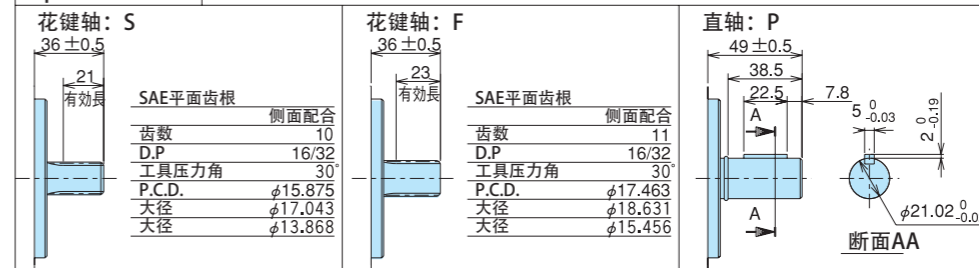 花键轴：S
36 ±0.5
21
有効長
SAE平面齿根
侧面配合
齿数 10
D.P 16/32
工具压力角 30°
P.C.D. φ15.875
大径 φ17.043
大径 φ13.868
花键轴：F
36 ±0.5
23
有効長
SAE平面齿根
侧面配合
齿数 11
D.P 16/32
工具压力角 30°
P.C.D. φ17.463
大径 φ18.631
大径 φ15.456
直轴：P
49 ±0.5
38.5
22.5 7.8
A
5 0 -0.03
2 0 -0.19
A
φ21.02 0
断面AA